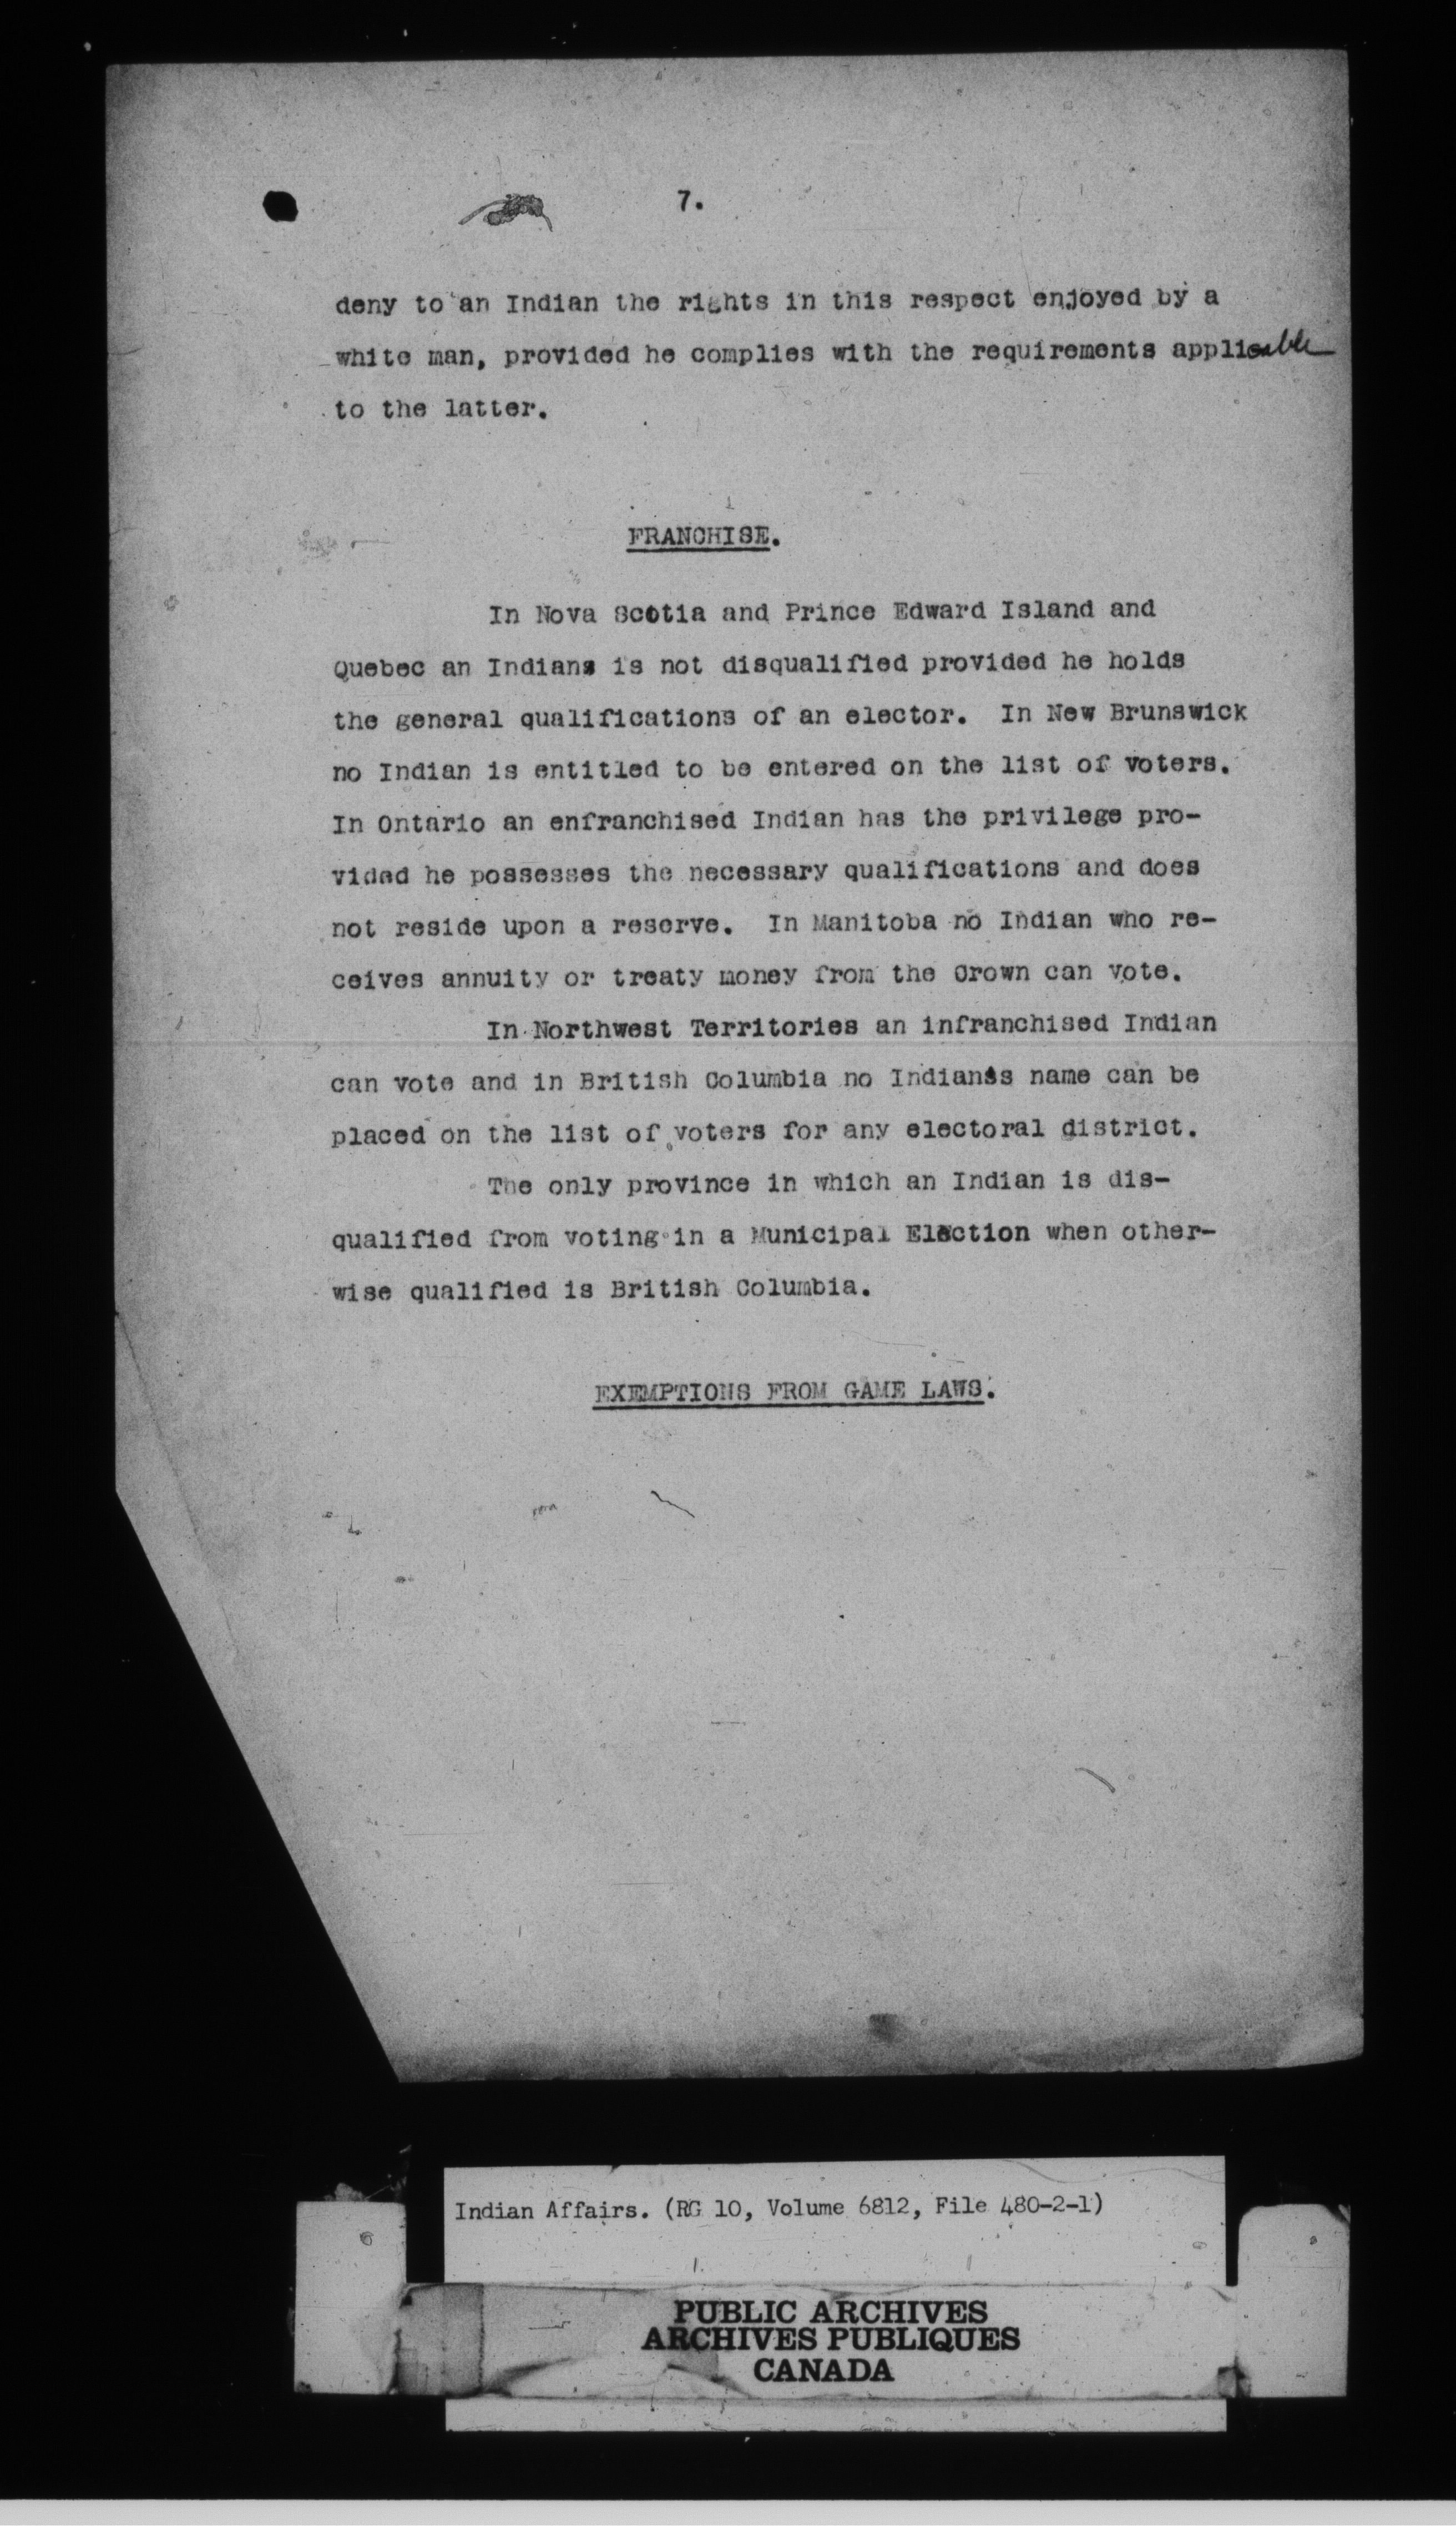 7.
deny to an Indian the rights in this respect enjoyed by a
white man, provided he complies with the requirements applicable
to the latter.
FRANCHISE.
In Nova Scotia and Prince Edward Island and
Quebec an Indians is not disqualified provided he holds
the general qualifications of an elector. In New Brunswick
no Indian is entitled to be entered on the list of voters.
In Ontario an enfranchised Indian has the privilege pro-
vided he possesses the necessary qualifications and does
not reside upon a reserve. In Manitoba no Indian who re-
ceives annuity or treaty money from the Crown can vote.
In Northwest Territories an infranchised Indian
can vote and in British Columbia no Indian's name can be
placed on the list of voters for any electoral district.
The only province in which an Indian is dis-
qualified from voting in a Municipal Election when other-
wise qualified is British Columbia.
EXEMPTIONS FROM GAME LAWS.
Indian Affairs. (RG 10, Volume 6812, File 480-2-1)
PUBLIC ARCHIVES
ARCHIVES PUBLIQUES
CANADA